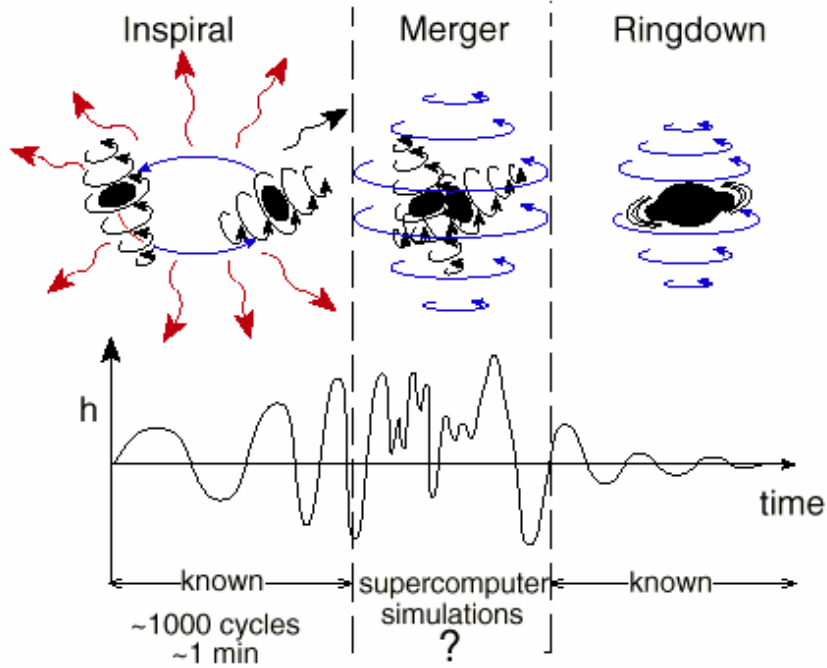 Inspiral
Merger
Ringdown
h
time
known
supercomputer
simulations
?
known
~1000 cycles
~1 min